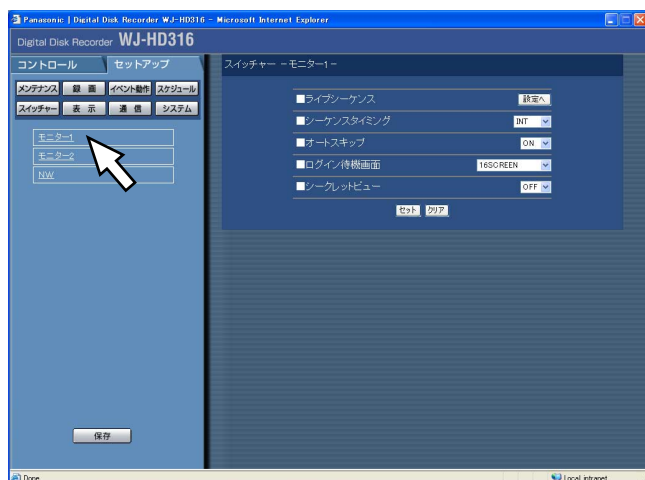 Panasonic | Digital Disk Recorder WJ-HD316 - Microsoft Internet Explorer
Digital Disk Recorder WJ-HD316
コントロール セットアップ
メンテナンス 録 画 イベント動作 スケジュール
スイッチャー 表 示 通 信 システム
モニター1
モニター2
NW
保存
スイッチャー －モニター1－
■ライブシーケンス 設定へ
■シーケンスタイミング INT
■オートスキップ ON
■ログイン待機画面 16SCREEN
■シークレットビュー OFF
セット クリア
Done Local intranet